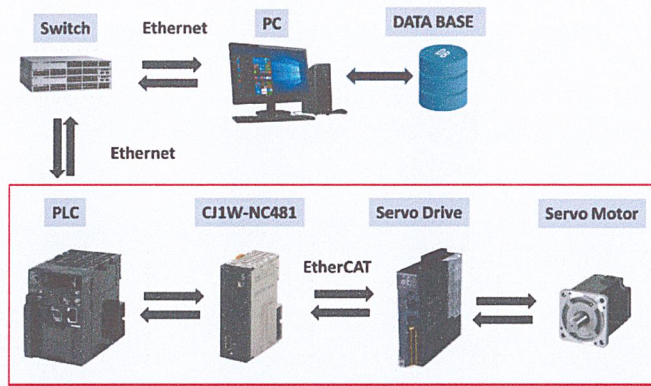 Switch
Ethernet
PC
DATA BASE
Ethernet
PLC
CJ1W-NC481
Servo Drive
Servo Motor
EtherCAT